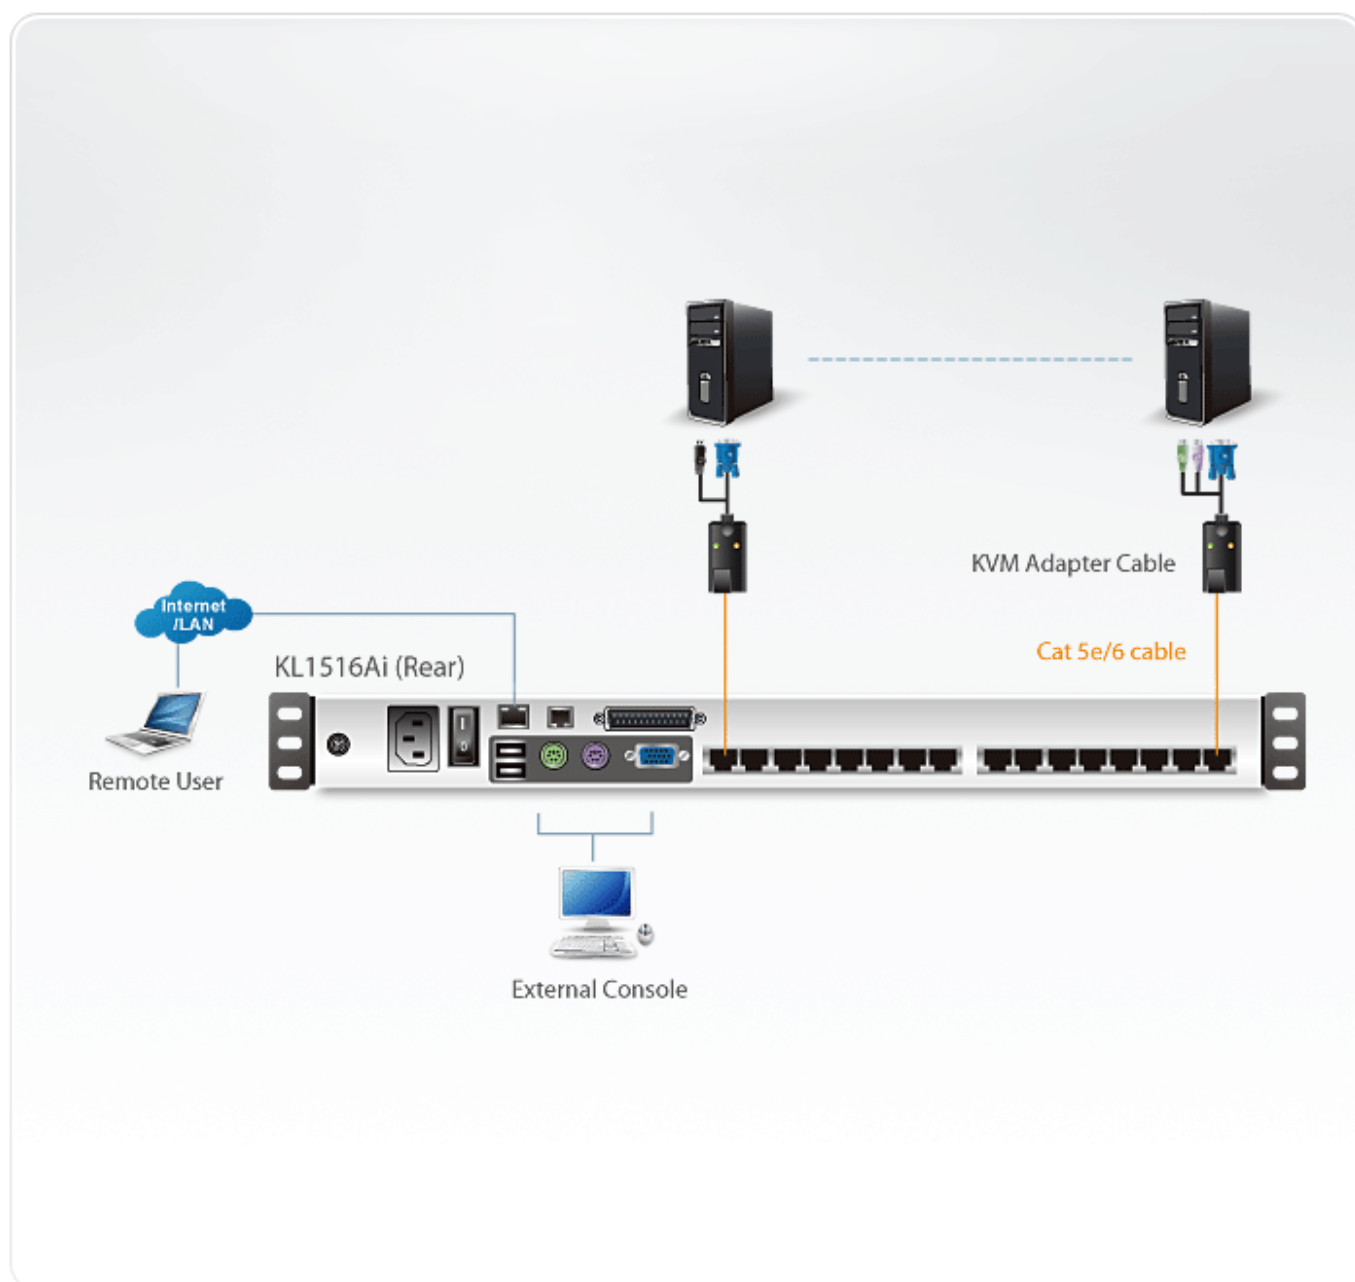 KVM Adapter Cable
Internet
/LAN
Cat 5e/6 cable
KL1516Ai (Rear)
Remote User
External Console